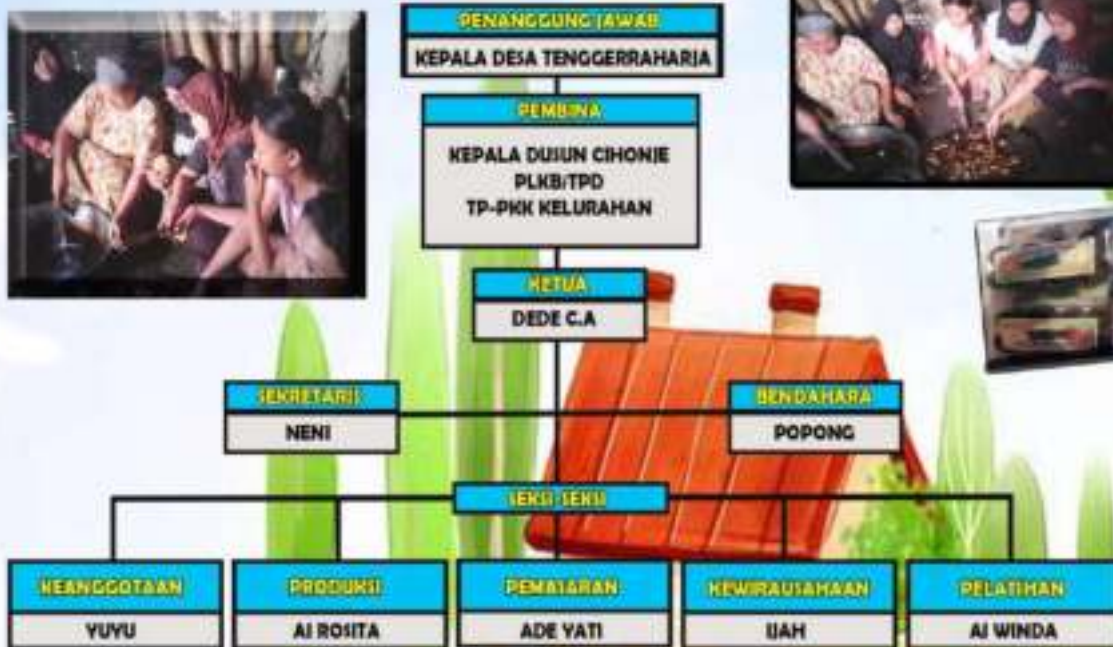 PENANGGUNG JAWAB
KEPALA DESA TENGGERRAHARJA
PEMBINA
KEPALA DUSUN CIHONJE
PLKB/TPD
TP-PKK KELURAHAN
KETUA
DEDE C.A
SEKRETARIS
NENI
BENDAHARA
POPONG
SEKSI-SEKSI
KEANGGOTAAN
YUYU
PRODUKSI
AI ROSITA
PEMASARAN
ADE YATI
KEWIRAUSAHAAN
IJAH
PELATIHAN
AI WINDA